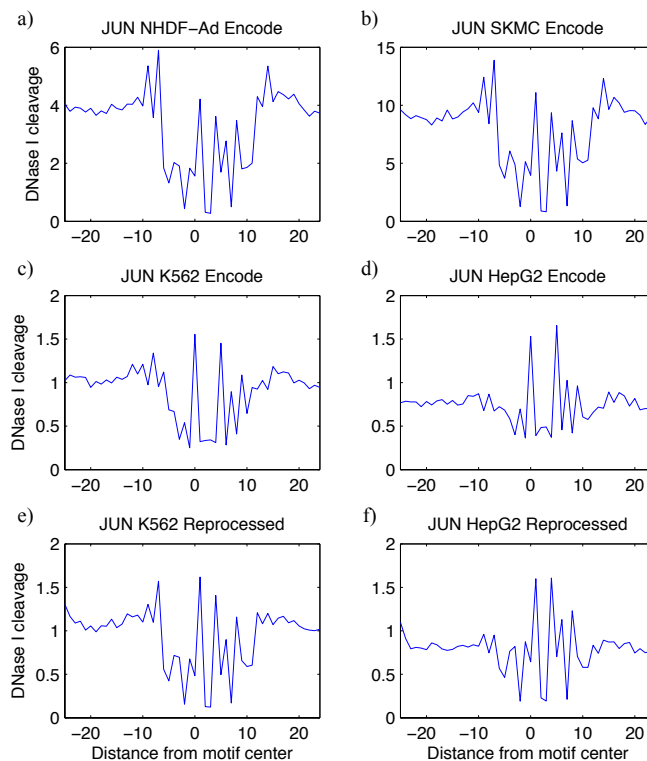 a) JUN NHDF-Ad Encode
b) JUN SKMC Encode
DNase I cleavage
6
4
2
0
−20 −10 0 10 20
15
10
5
0
−20 −10 0 10 20
c) JUN K562 Encode
d) JUN HepG2 Encode
DNase I cleavage
2
1.5
1
0.5
0
−20 −10 0 10 20
2
1.5
1
0.5
0
−20 −10 0 10 20
e) JUN K562 Reprocessed
f) JUN HepG2 Reprocessed
DNase I cleavage
2
1.5
1
0.5
0
−20 −10 0 10 20
Distance from motif center
2
1.5
1
0.5
0
−20 −10 0 10 20
Distance from motif center